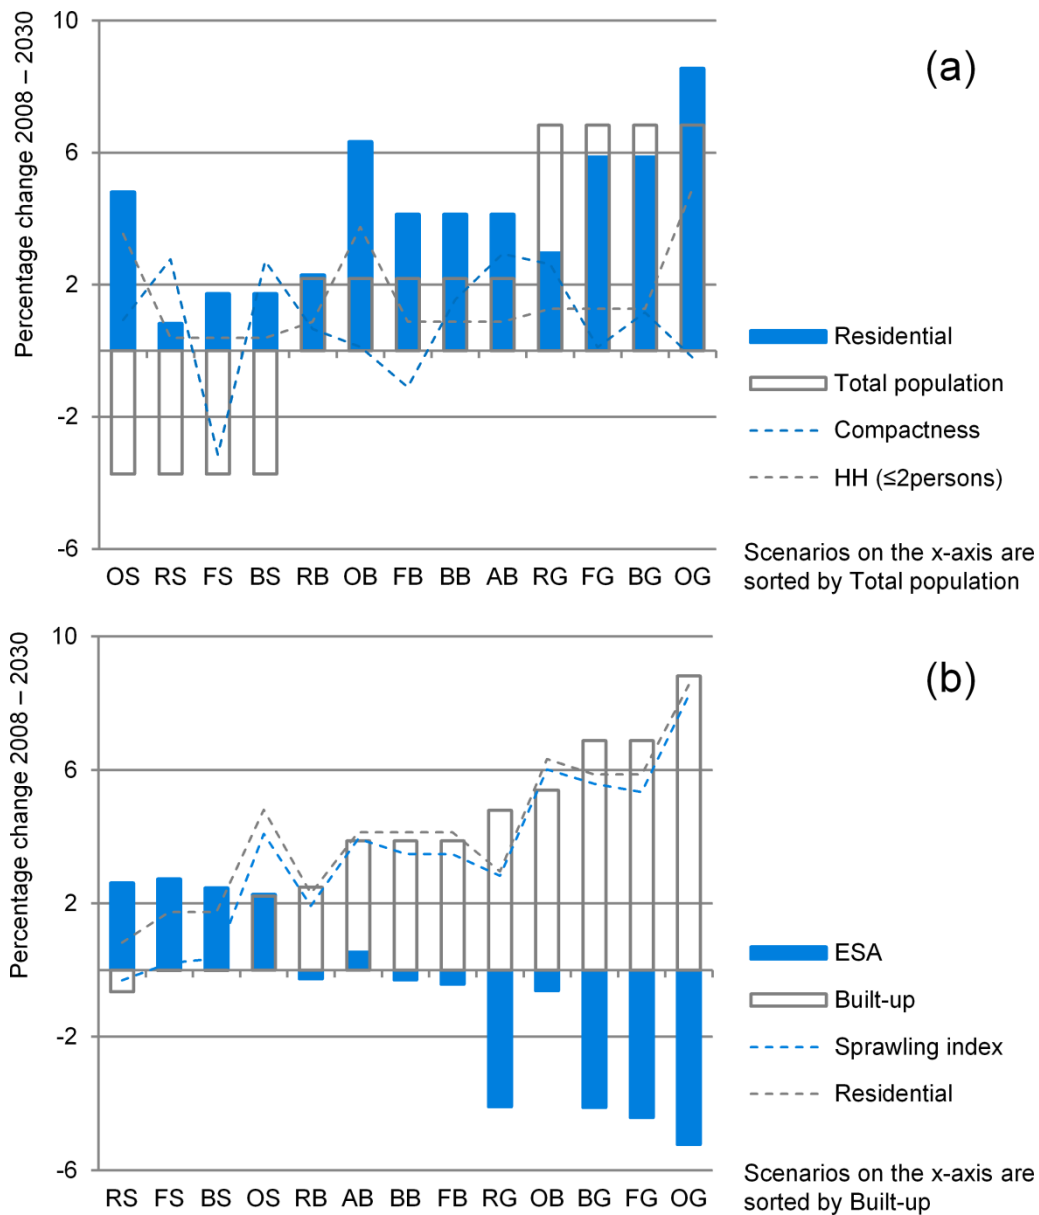 Percentage change 2008 – 2030
10
6
2
-2
-6
OS RS FS BS RB OB FB BB AB RG FG BG OG
(a)
Residential
Total population
Compactness
HH (≤2persons)
Scenarios on the x-axis are
sorted by Total population
Percentage change 2008 – 2030
10
6
2
-2
-6
RS FS BS OS RB AB BB FB RG OB BG FG OG
(b)
ESA
Built-up
Sprawling index
Residential
Scenarios on the x-axis are
sorted by Built-up